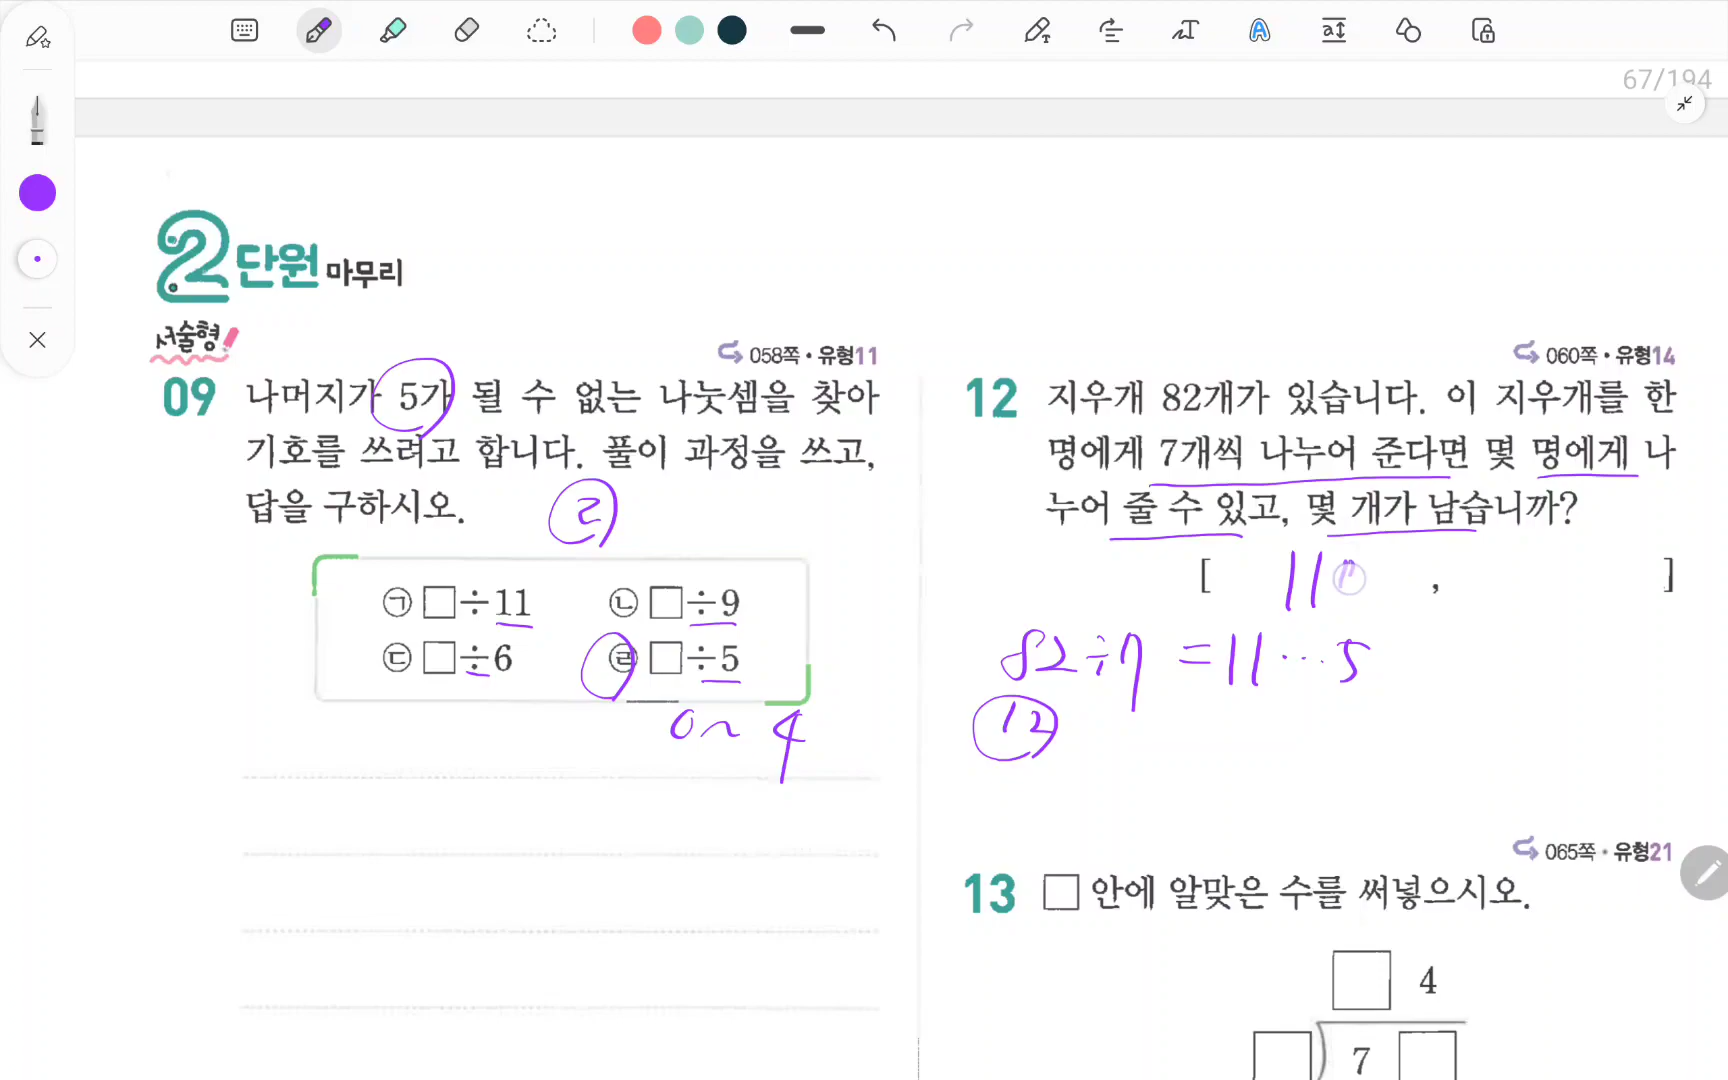 67/194
2단원 마무리
서술형!
058쪽·유형11
09 나머지가 5가 될 수 없는 나눗셈을 찾아
기호를 쓰려고 합니다. 풀이 과정을 쓰고,
답을 구하시오.
ㄹ
㉠ □÷11 ㉡ □÷9
㉢ □÷6 ㉣ □÷5
0~4
060쪽·유형14
12 지우개 82개가 있습니다. 이 지우개를 한
명에게 7개씩 나누어 준다면 몇 명에게 나
누어 줄 수 있고, 몇 개가 남습니까?
[ 11 , ]
82÷7=11…5
12
065쪽·유형21
13 □ 안에 알맞은 수를 써넣으시오.
□ 4
□ ) 7 □